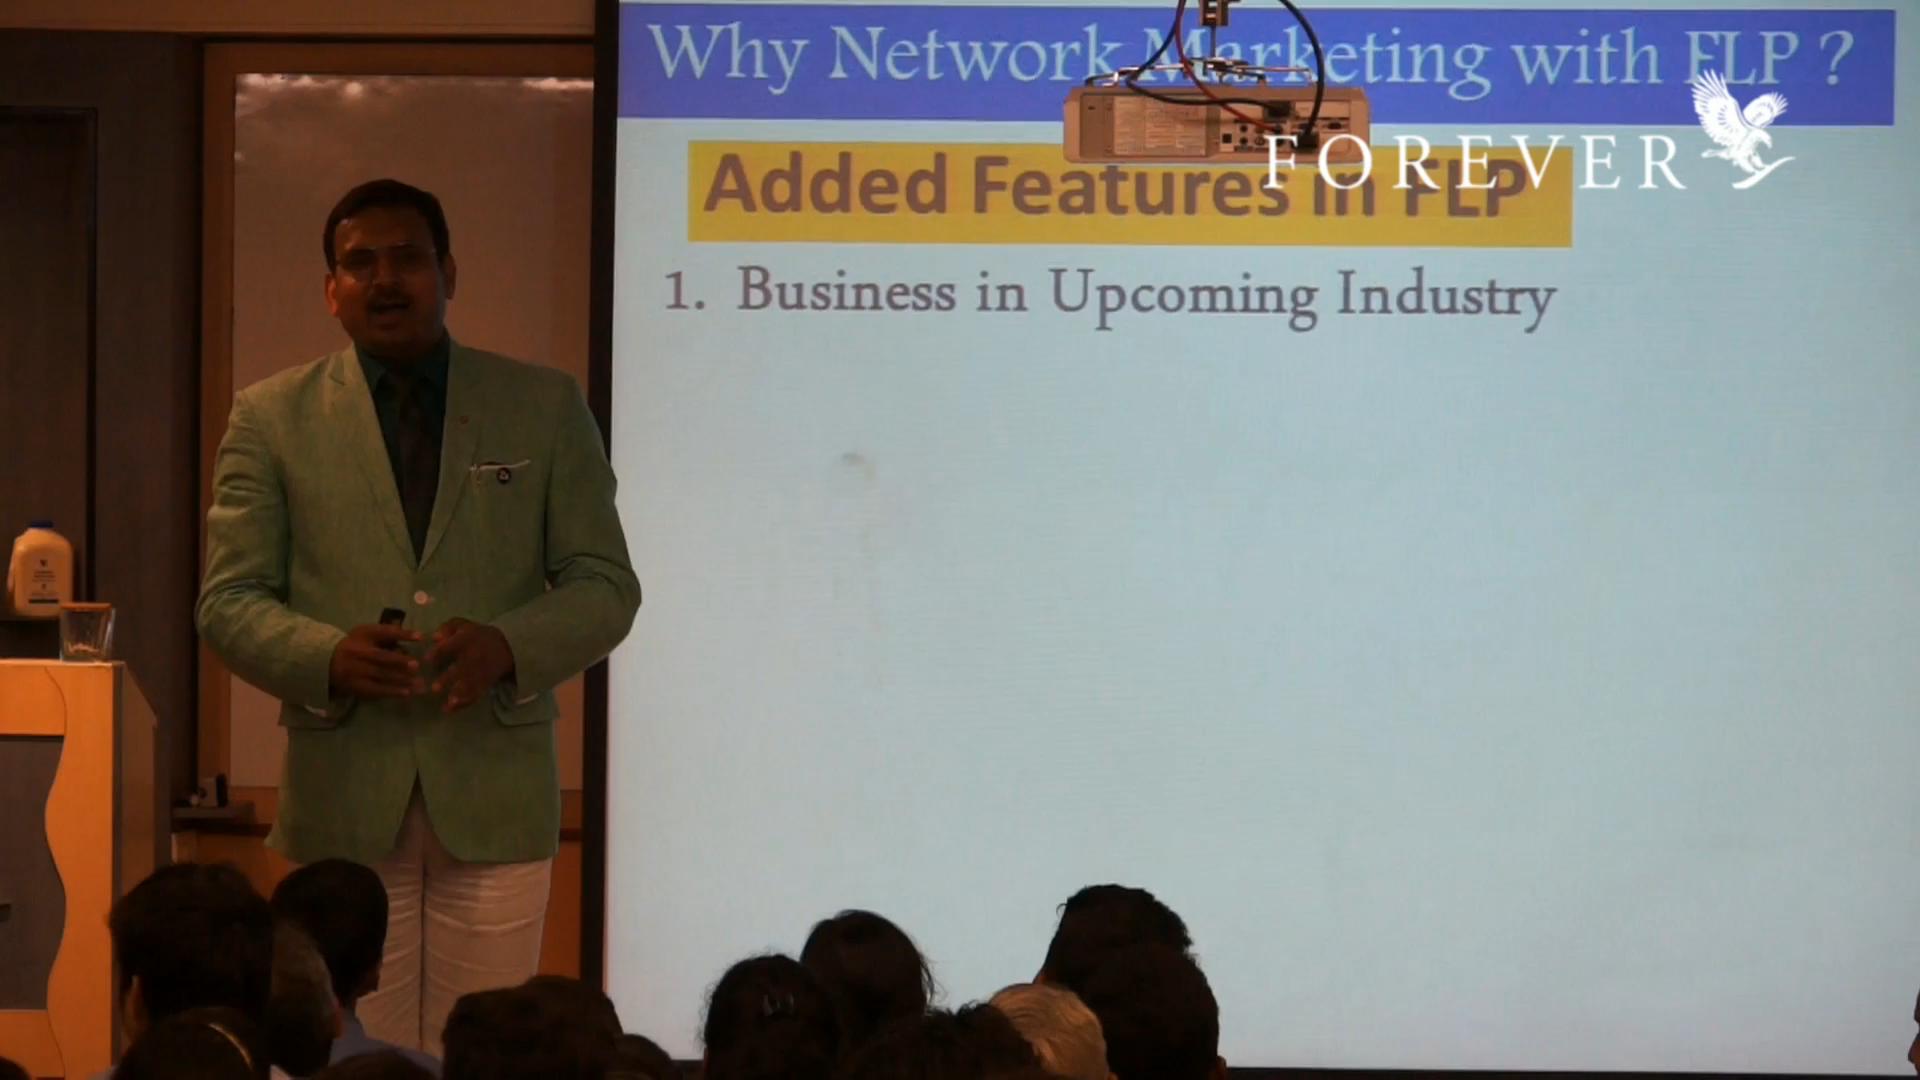 Why Network Marketing with FLP ?
FOREVER
Added Features in FLP
1. Business in Upcoming Industry